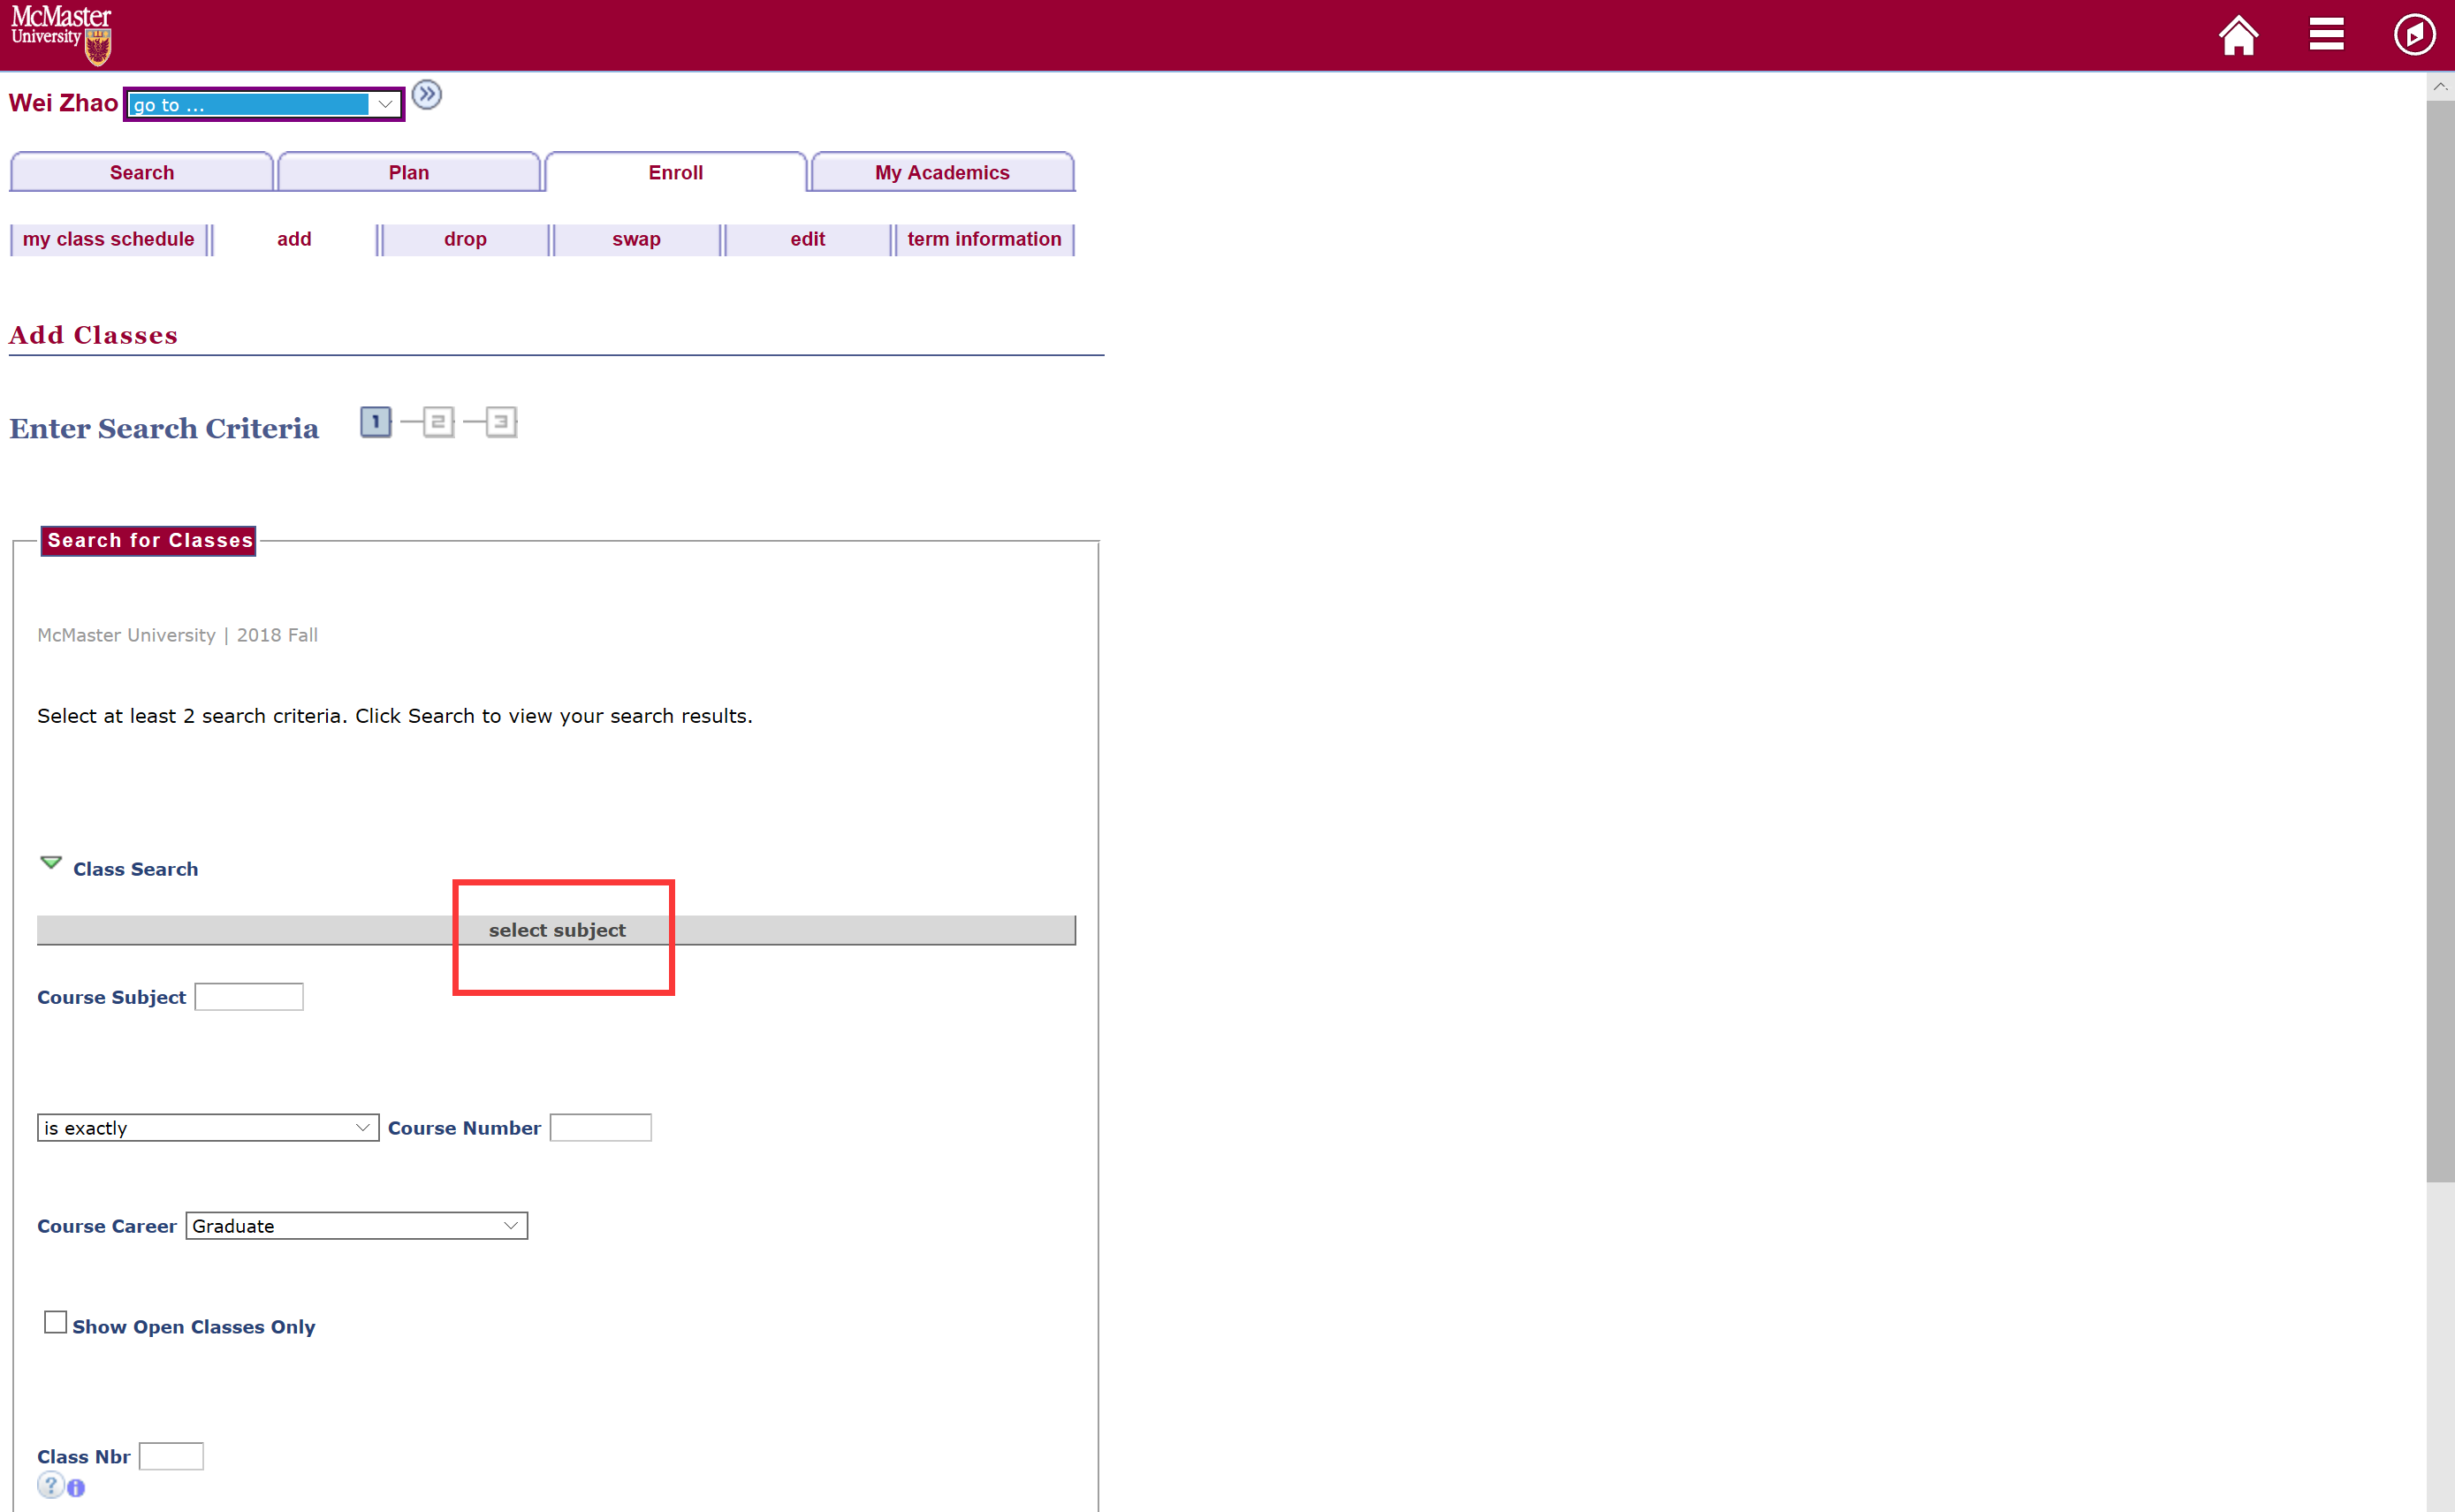 McMaster
University
Wei Zhao go to ...
Search Plan Enroll My Academics
my class schedule add drop swap edit term information
Add Classes
Enter Search Criteria 1 2 3
Search for Classes
McMaster University | 2018 Fall
Select at least 2 search criteria. Click Search to view your search results.
Class Search
select subject
Course Subject
is exactly Course Number
Course Career Graduate
Show Open Classes Only
Class Nbr
? i